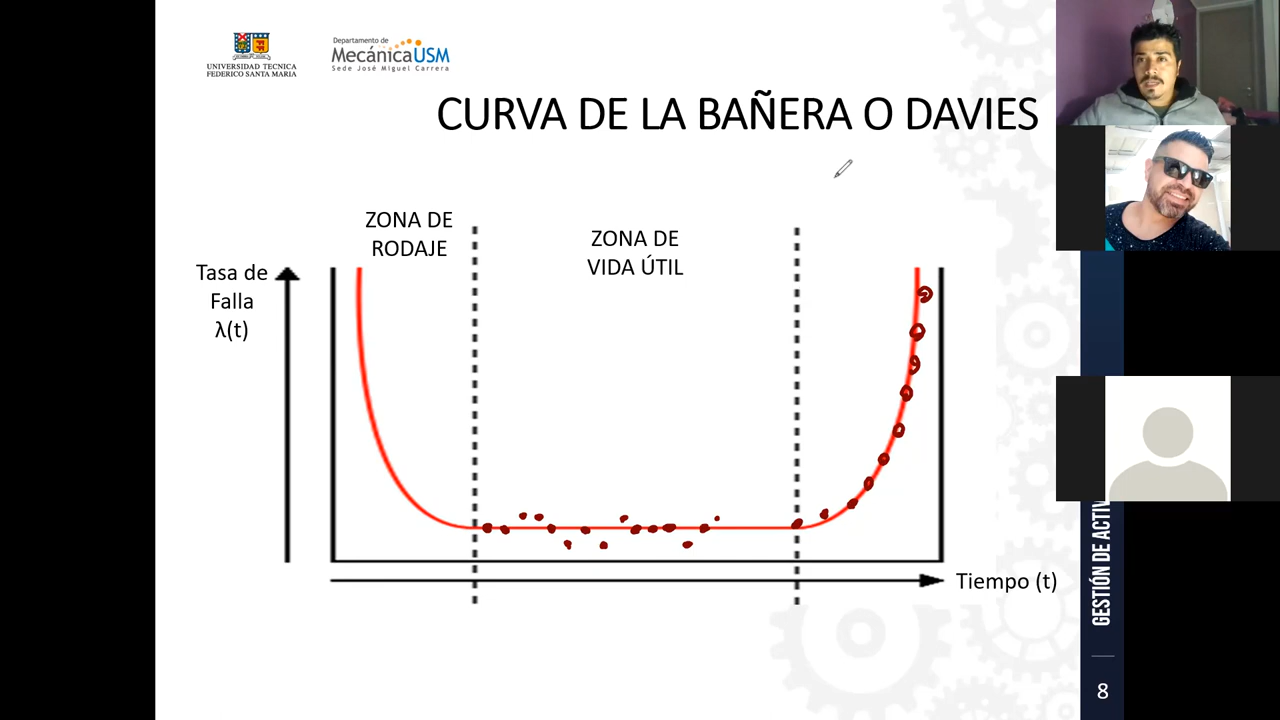 UNIVERSIDAD TECNICA
FEDERICO SANTA MARIA
Departamento de
MecánicaUSM
Sede José Miguel Carrera
CURVA DE LA BAÑERA O DAVIES
ZONA DE
RODAJE
ZONA DE
VIDA ÚTIL
Tasa de
Falla
λ(t)
Tiempo (t)
GESTIÓN DE ACTIV
8